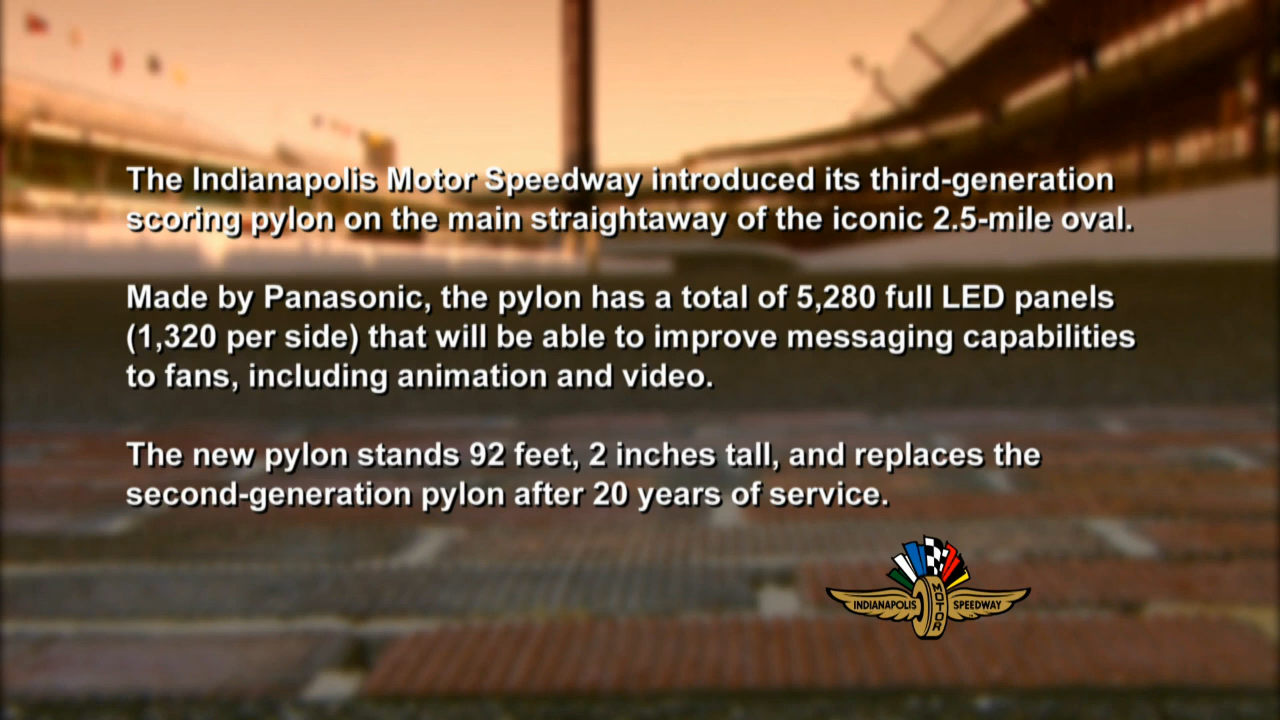 The Indianapolis Motor Speedway introduced its third-generation
scoring pylon on the main straightaway of the iconic 2.5-mile oval.
Made by Panasonic, the pylon has a total of 5,280 full LED panels
(1,320 per side) that will be able to improve messaging capabilities
to fans, including animation and video.
The new pylon stands 92 feet, 2 inches tall, and replaces the
second-generation pylon after 20 years of service.
INDIANAPOLIS MOTOR SPEEDWAY